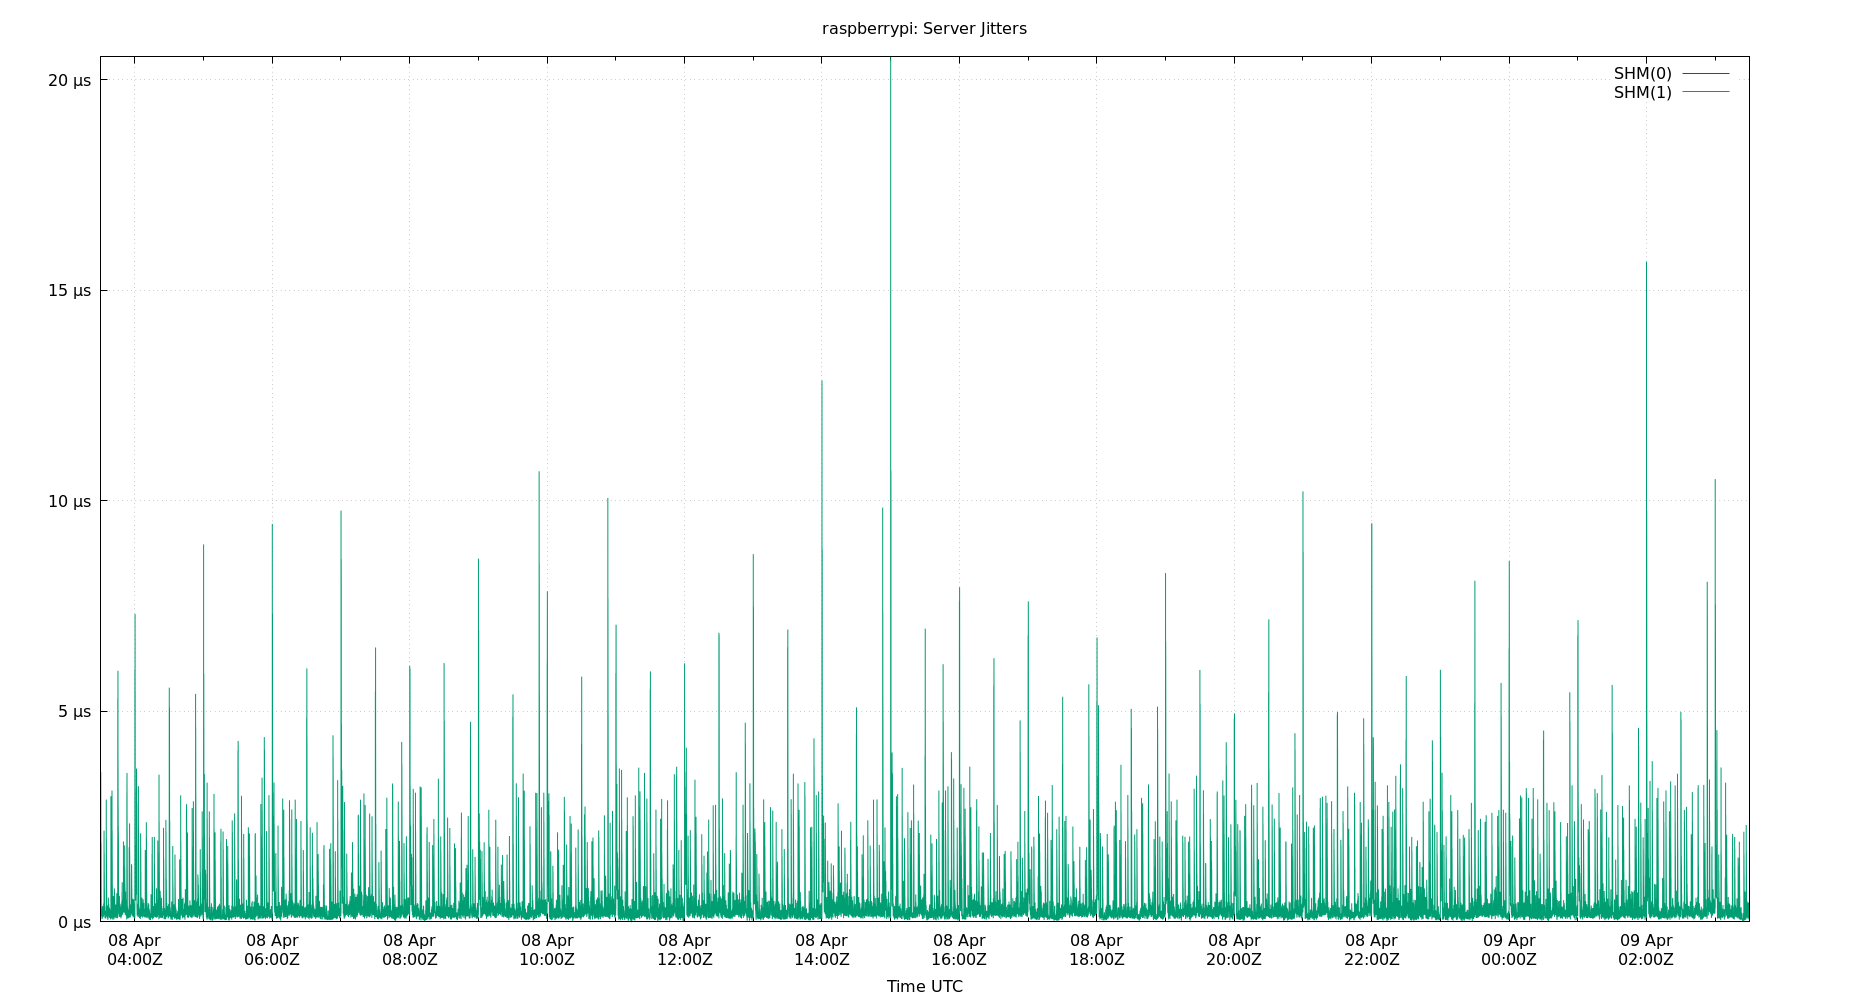 raspberrypi: Server Jitters
SHM(0)
SHM(1)
20 µs
15 µs
10 µs
5 µs
0 µs
08 Apr 08 Apr 08 Apr 08 Apr 08 Apr 08 Apr 08 Apr 08 Apr 08 Apr 08 Apr 09 Apr 09 Apr
04:00Z 06:00Z 08:00Z 10:00Z 12:00Z 14:00Z 16:00Z 18:00Z 20:00Z 22:00Z 00:00Z 02:00Z
Time UTC